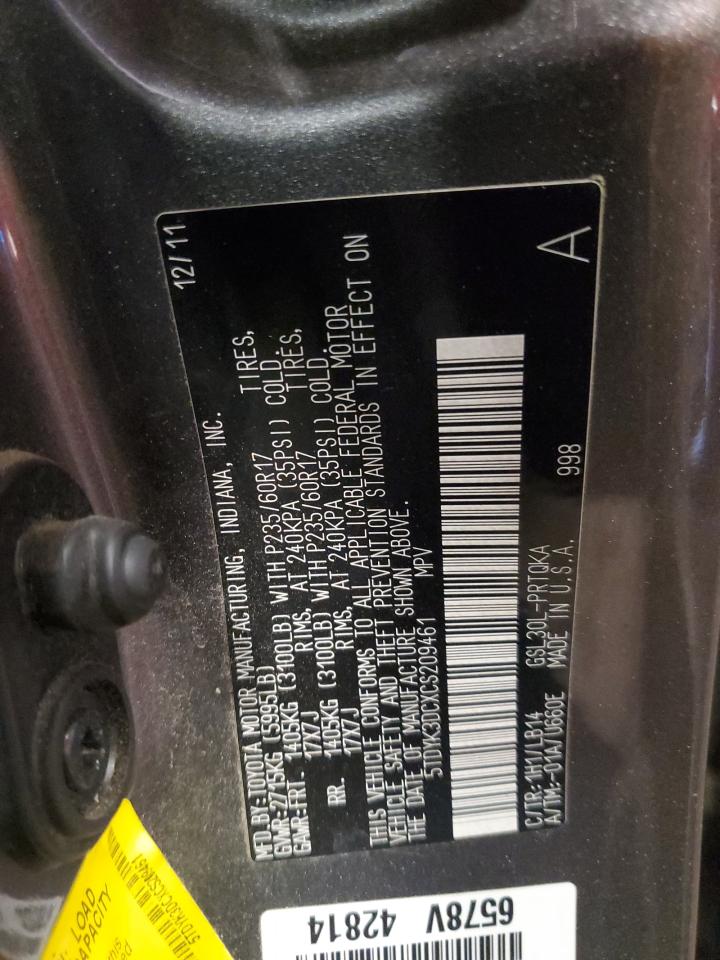 12/11
MFD.BY:TOYOTA MOTOR MANUFACTURING, INDIANA, INC.
GVWR:2715KG (5995LB)
GAWR:FRT. 1405KG (3100LB) WITH P235/60R17 TIRES,
17X7J RIMS, AT 240KPA (35PSI) COLD.
RR. 1405KG (3100LB) WITH P235/60R17 TIRES,
17X7J RIMS, AT 240KPA (35PSI) COLD.
THIS VEHICLE CONFORMS TO ALL APPLICABLE FEDERAL MOTOR
VEHICLE SAFETY AND THEFT PREVENTION STANDARDS IN EFFECT ON
THE DATE OF MANUFACTURE SHOWN ABOVE.
5TDYK3DCXCS209461 MPV
C/TR:1H1/LB14 GSL30L-PRTQKA
A/TM:-01A/U660E MADE IN U.S.A. 998
A
6578V 42814
LOAD
CAPACITY
this
5TDYK3DCXCS209461